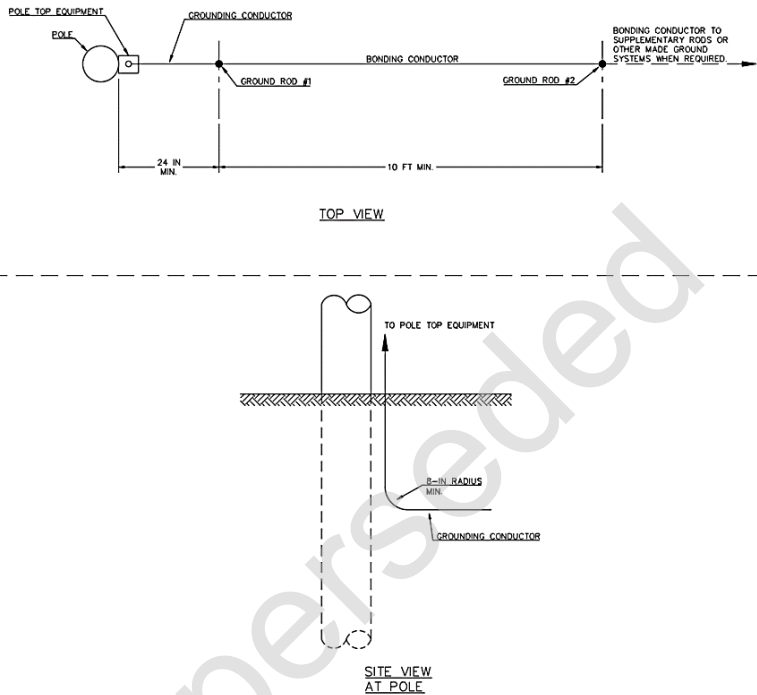 POLE TOP EQUIPMENT
GROUNDING CONDUCTOR
POLE
BONDING CONDUCTOR TO
SUPPLEMENTARY RODS OR
OTHER MADE GROUND
SYSTEMS WHEN REQUIRED.
BONDING CONDUCTOR
GROUND ROD #1
GROUND ROD #2
24 IN
MIN.
10 FT MIN.
TOP VIEW
TO POLE TOP EQUIPMENT
8-IN RADIUS
MIN.
GROUNDING CONDUCTOR
SITE VIEW
AT POLE
perseded